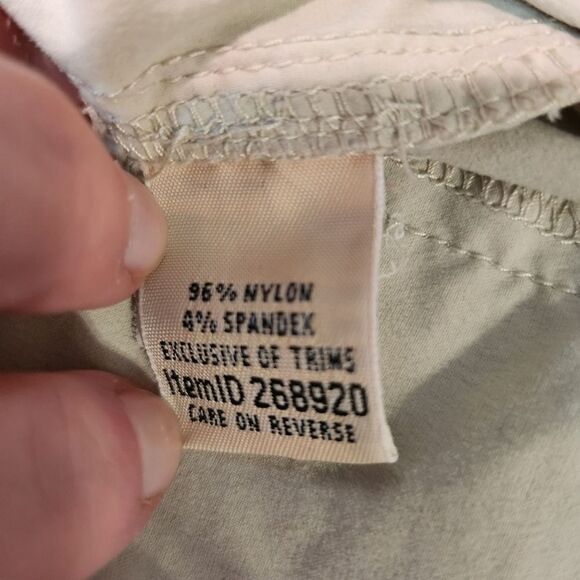 96% NYLON
4% SPANDEX
EXCLUSIVE OF TRIMS
ItemID 268920
CARE ON REVERSE